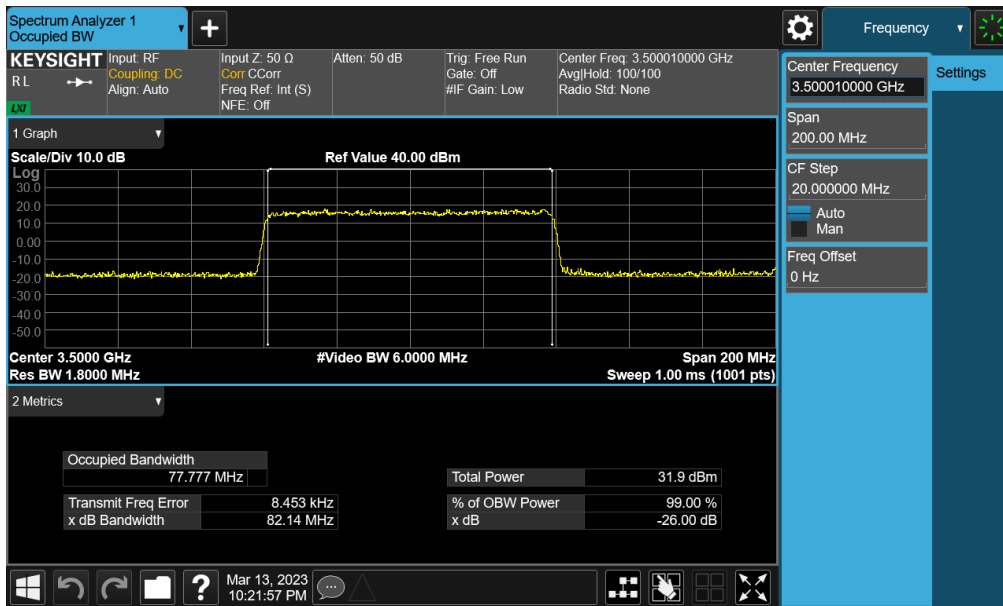 Spectrum Analyzer 1
Occupied BW
+
Frequency
KEYSIGHT
R L
LXI
Input: RF
Coupling: DC
Align: Auto
Input Z: 50 Ω
Corr CCorr
Freq Ref: Int (S)
NFE: Off
Atten: 50 dB
Trig: Free Run
Gate: Off
#IF Gain: Low
Center Freq: 3.500010000 GHz
Avg|Hold: 100/100
Radio Std: None
Center Frequency
3.500010000 GHz
Settings
Span
200.00 MHz
CF Step
20.000000 MHz
Auto
Man
Freq Offset
0 Hz
1 Graph
Scale/Div 10.0 dB
Ref Value 40.00 dBm
Log
30.0
20.0
10.0
0.00
-10.0
-20.0
-30.0
-40.0
-50.0
Center 3.5000 GHz
#Video BW 6.0000 MHz
Span 200 MHz
Res BW 1.8000 MHz
Sweep 1.00 ms (1001 pts)
2 Metrics
Occupied Bandwidth
77.777 MHz
Total Power 31.9 dBm
Transmit Freq Error 8.453 kHz
% of OBW Power 99.00 %
x dB Bandwidth 82.14 MHz
x dB -26.00 dB
?
Mar 13, 2023
10:21:57 PM